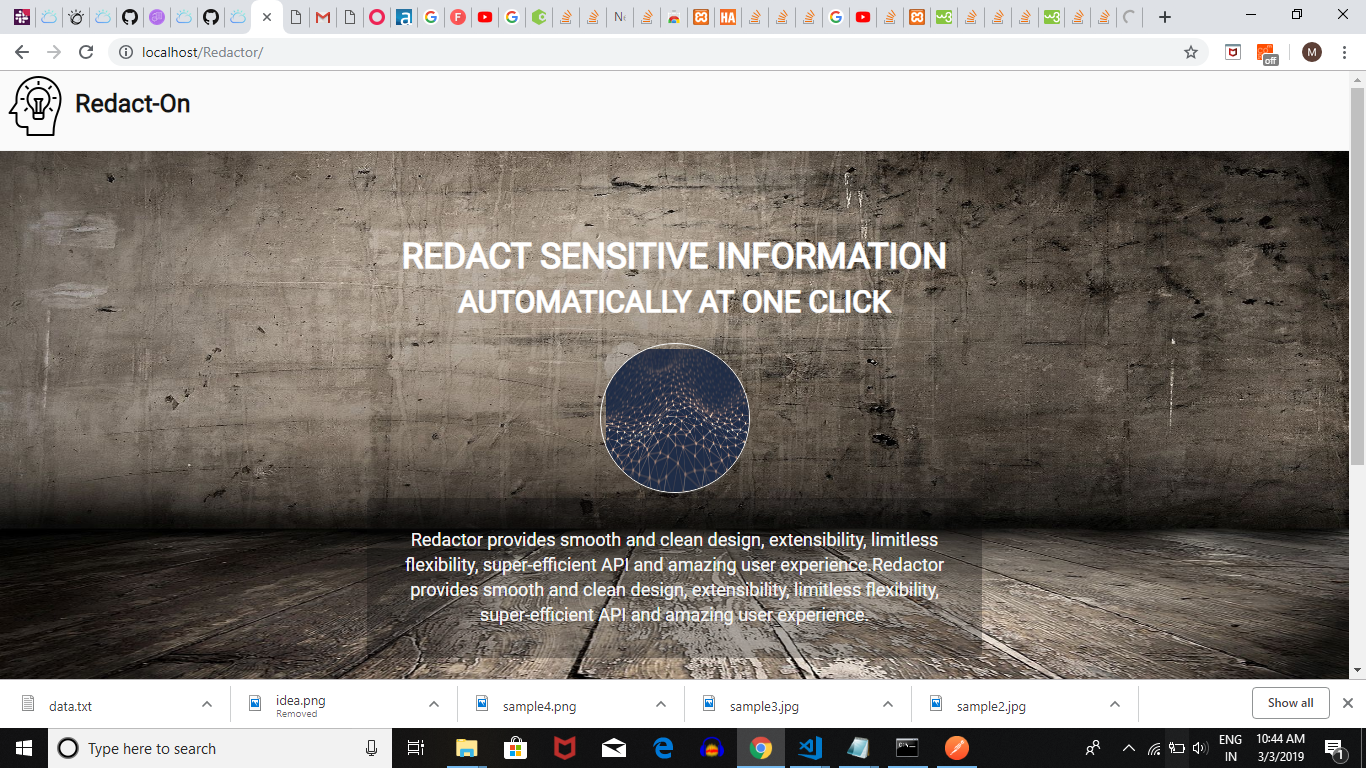 localhost/Redactor/
off
M
Redact-On
REDACT SENSITIVE INFORMATION
AUTOMATICALLY AT ONE CLICK
Redactor provides smooth and clean design, extensibility, limitless
flexibility, super-efficient API and amazing user experience.Redactor
provides smooth and clean design, extensibility, limitless flexibility,
super-efficient API and amazing user experience.
data.txt
idea.png
Removed
sample4.png
sample3.jpg
sample2.jpg
Show all
Type here to search
ENG
IN
10:44 AM
3/3/2019
1